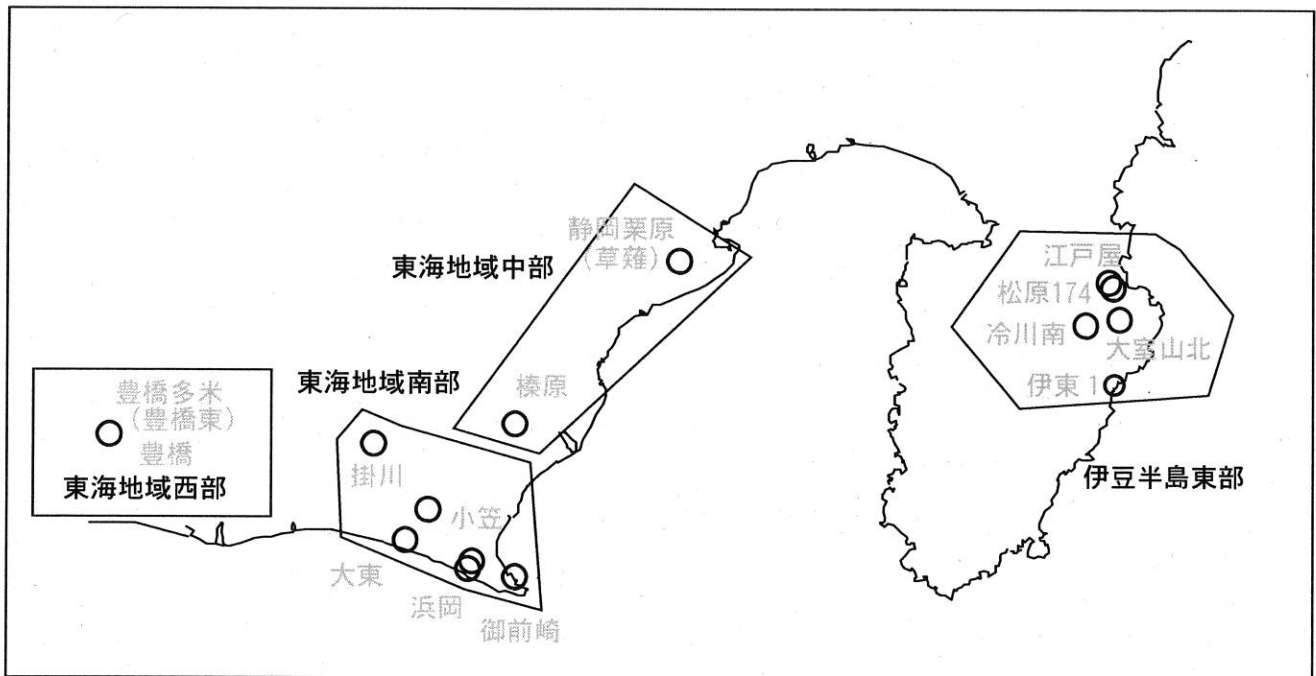 静岡栗原
(草薙)
東海地域中部
江戸屋
松原174
冷川南
大室山北
伊東1
伊豆半島東部
東海地域南部
榛原
豊橋多米
(豊橋東)
豊橋
東海地域西部
掛川
小笠
大東
浜岡
御前崎